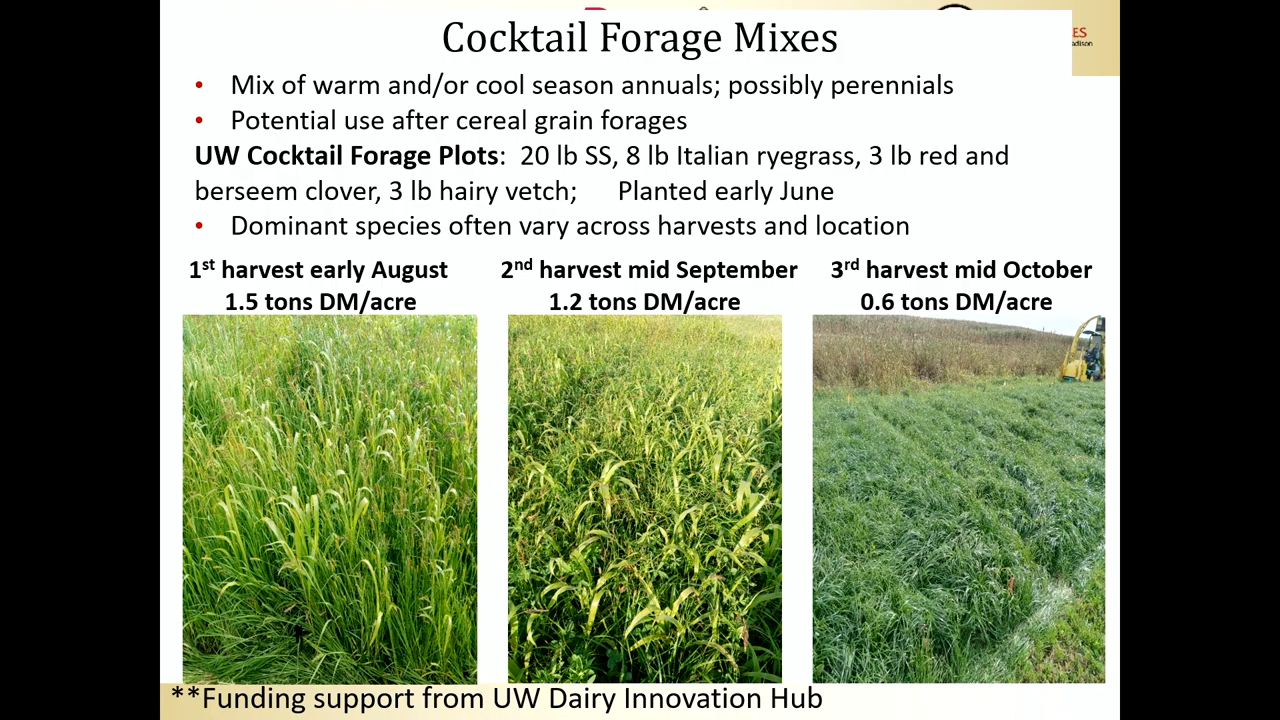 Cocktail Forage Mixes
ES
adison
• Mix of warm and/or cool season annuals; possibly perennials
• Potential use after cereal grain forages
UW Cocktail Forage Plots: 20 lb SS, 8 lb Italian ryegrass, 3 lb red and
berseem clover, 3 lb hairy vetch; Planted early June
• Dominant species often vary across harvests and location
1st harvest early August
1.5 tons DM/acre
2nd harvest mid September
1.2 tons DM/acre
3rd harvest mid October
0.6 tons DM/acre
**Funding support from UW Dairy Innovation Hub